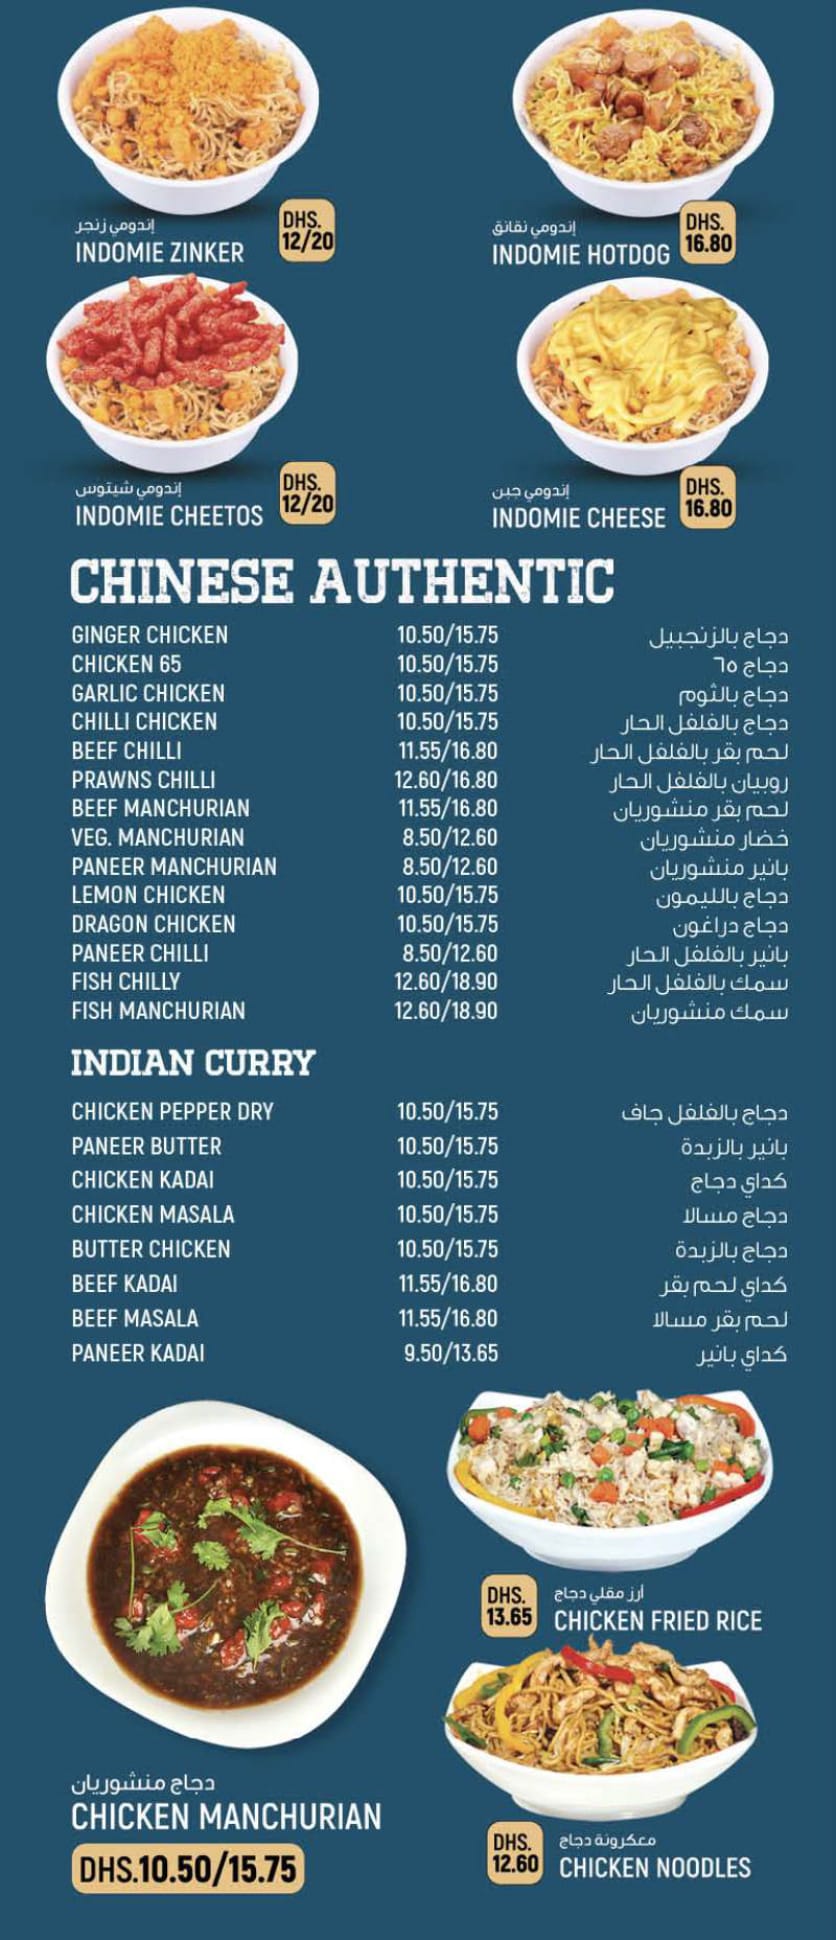 إندومي زنجر
INDOMIE ZINKER
DHS.
12/20
إندومي نقانق
INDOMIE HOTDOG
DHS.
16.80
إندومي شيتوس
INDOMIE CHEETOS
DHS.
12/20
إندومي جبن
INDOMIE CHEESE
DHS.
16.80
CHINESE AUTHENTIC
GINGER CHICKEN 10.50/15.75 دجاج بالزنجبيل
CHICKEN 65 10.50/15.75 دجاج ٦٥
GARLIC CHICKEN 10.50/15.75 دجاج بالثوم
CHILLI CHICKEN 10.50/15.75 دجاج بالفلفل الحار
BEEF CHILLI 11.55/16.80 لحم بقر بالفلفل الحار
PRAWNS CHILLI 12.60/16.80 روبيان بالفلفل الحار
BEEF MANCHURIAN 11.55/16.80 لحم بقر منشوريان
VEG. MANCHURIAN 8.50/12.60 خضار منشوريان
PANEER MANCHURIAN 8.50/12.60 بانير منشوريان
LEMON CHICKEN 10.50/15.75 دجاج بالليمون
DRAGON CHICKEN 10.50/15.75 دجاج دراغون
PANEER CHILLI 8.50/12.60 بانير بالفلفل الحار
FISH CHILLY 12.60/18.90 سمك بالفلفل الحار
FISH MANCHURIAN 12.60/18.90 سمك منشوريان
INDIAN CURRY
CHICKEN PEPPER DRY 10.50/15.75 دجاج بالفلفل جاف
PANEER BUTTER 10.50/15.75 بانير بالزبدة
CHICKEN KADAI 10.50/15.75 كداي دجاج
CHICKEN MASALA 10.50/15.75 دجاج مسالا
BUTTER CHICKEN 10.50/15.75 دجاج بالزبدة
BEEF KADAI 11.55/16.80 كداي لحم بقر
BEEF MASALA 11.55/16.80 لحم بقر مسالا
PANEER KADAI 9.50/13.65 كداي بانير
DHS.
13.65
أرز مقلي دجاج
CHICKEN FRIED RICE
دجاج منشوريان
CHICKEN MANCHURIAN
DHS.10.50/15.75
DHS.
12.60
معكرونة دجاج
CHICKEN NOODLES